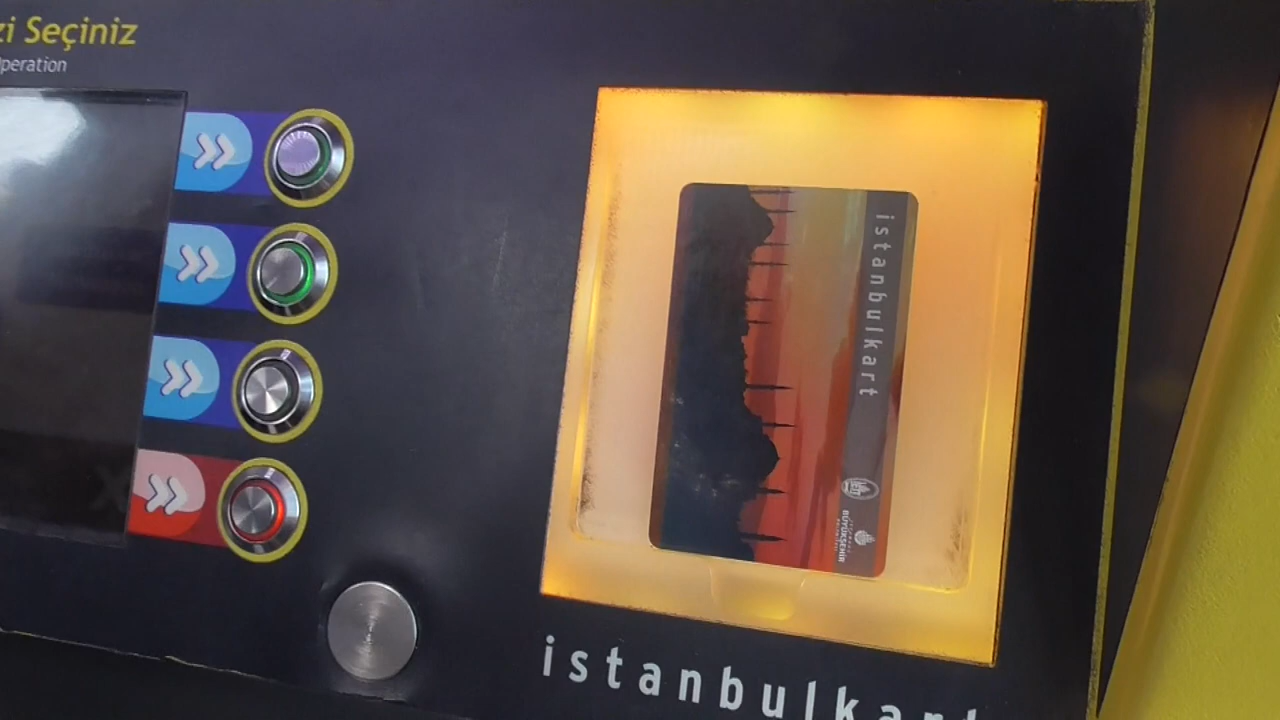 zi Seçiniz
peration
istanbulkart
BÜYÜKŞEHİR
istanbulkart